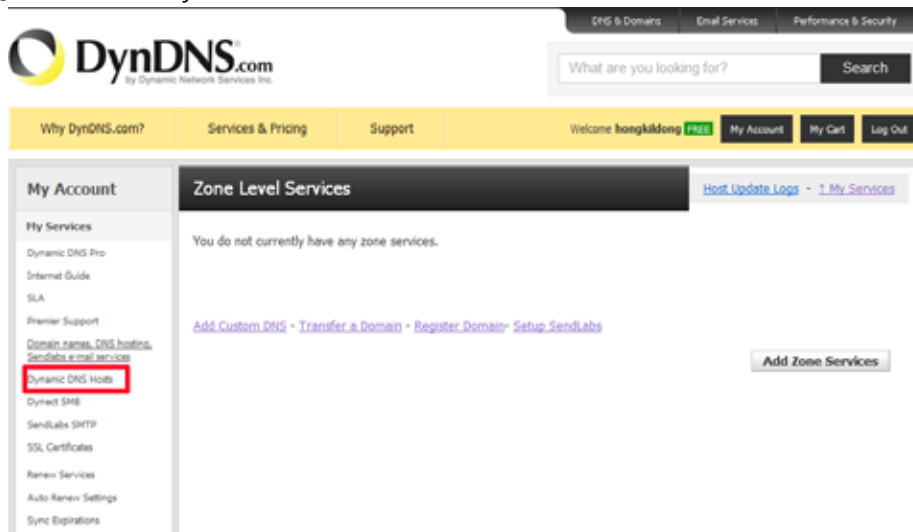 DNS & Domains Email Services Performance & Security
DynDNS.com
by Dynamic Network Services Inc.
What are you looking for? Search
Why DynDNS.com? Services & Pricing Support Welcome hongkildong FREE My Account My Cart Log Out
My Account
Zone Level Services
Host Update Logs - ↑ My Services
My Services
Dynamic DNS Pro
Internet Guide
SLA
Premier Support
Domain names, DNS hosting,
Sendlabs e-mail services
Dynamic DNS Hosts
Dynect SMB
SendLabs SMTP
SSL Certificates
Renew Services
Auto Renew Settings
Sync Expirations
You do not currently have any zone services.
Add Custom DNS - Transfer a Domain - Register Domain- Setup SendLabs
Add Zone Services